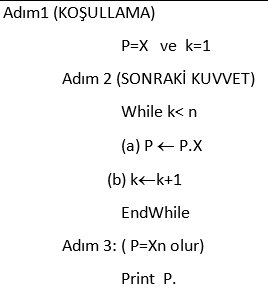 Adım1 (KOŞULLAMA)
P=X ve k=1
Adım 2 (SONRAKİ KUVVET)
While k< n
(a) P ← P.X
(b) k←k+1
EndWhile
Adım 3: ( P=Xn olur)
Print P.